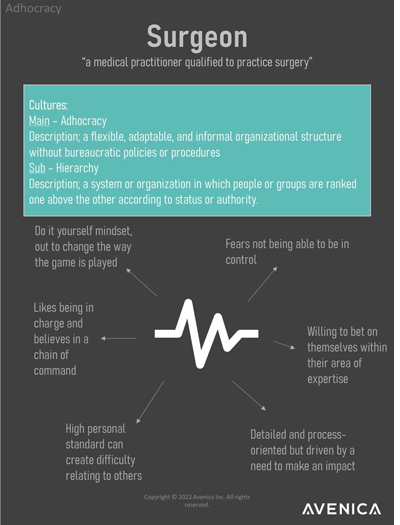 Adhocracy
Surgeon
"a medical practitioner qualified to practice surgery"
Cultures:
Main – Adhocracy
Description; a flexible, adaptable, and informal organizational structure
without bureaucratic policies or procedures
Sub – Hierarchy
Description; a system or organization in which people or groups are ranked
one above the other according to status or authority.
Do it yourself mindset,
out to change the way
the game is played
Fears not being able to be in
control
Likes being in
charge and
believes in a
chain of
command
Willing to bet on
themselves within
their area of
expertise
High personal
standard can
create difficulty
relating to others
Detailed and process-
oriented but driven by a
need to make an impact
Copyright © 2022 Avenica Inc. All rights
reserved.
AVENICA